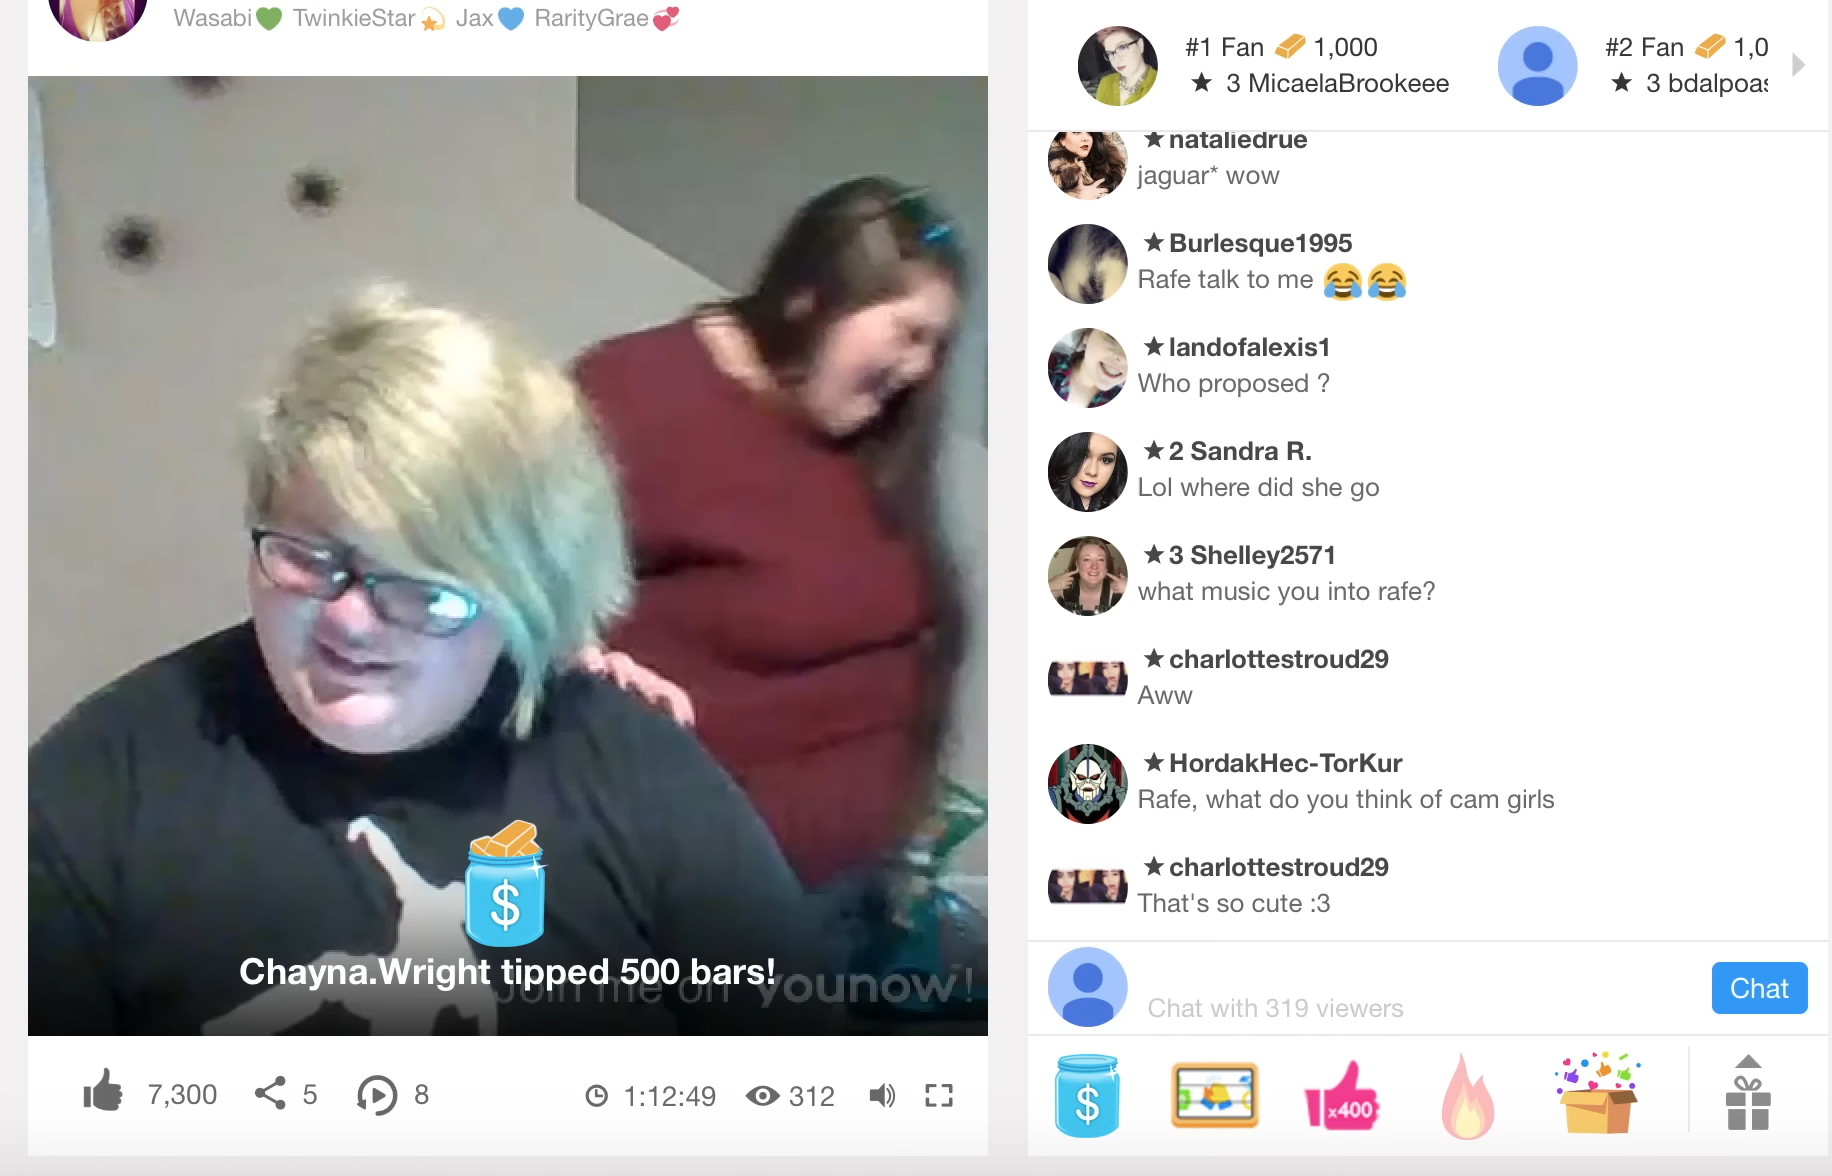 Wasabi💚 TwinkieStar💫 Jax💙 RarityGrae💞
#1 Fan 1,000
★ 3 MicaelaBrookeee
#2 Fan 1,0
★ 3 bdalpoas
★ nataliedrue
jaguar* wow
★ Burlesque1995
Rafe talk to me 😂😂
★ landofalexis1
Who proposed ?
★ 2 Sandra R.
Lol where did she go
★ 3 Shelley2571
what music you into rafe?
★ charlottestroud29
Aww
★ HordakHec-TorKur
Rafe, what do you think of cam girls
★ charlottestroud29
That's so cute :3
$
Chayna.Wright tipped 500 bars!
Join me on younow!
Chat with 319 viewers
Chat
7,300 5 8 1:12:49 312
$
x400